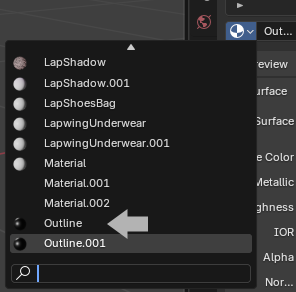 Out...
LapShadow
LapShadow.001
LapShoesBag
LapwingUnderwear
LapwingUnderwear.001
Material
Material.001
Material.002
Outline
Outline.001
review
urface
Surface
e Color
Metallic
ghness
IOR
Alpha
Nor...